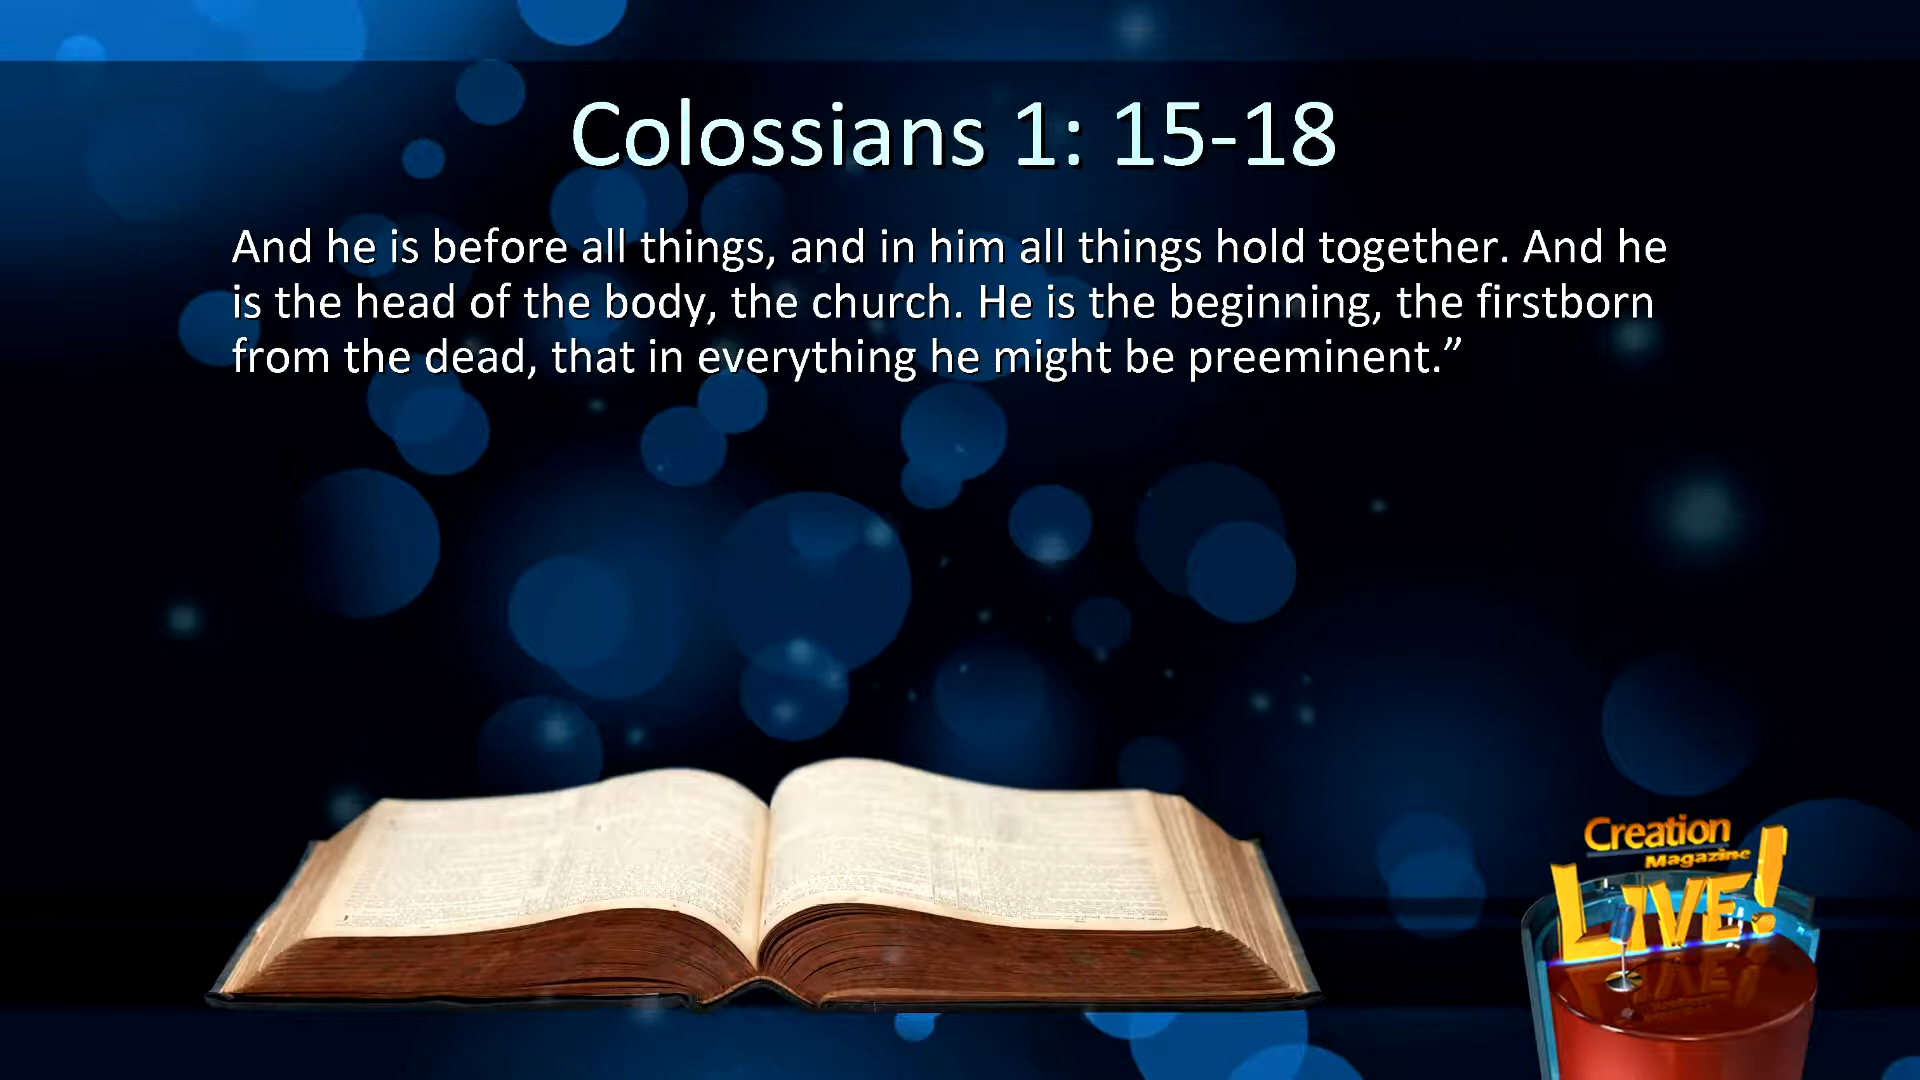 Colossians 1: 15-18
And he is before all things, and in him all things hold together. And he
is the head of the body, the church. He is the beginning, the firstborn
from the dead, that in everything he might be preeminent.”
Creation
Magazine
LIVE!